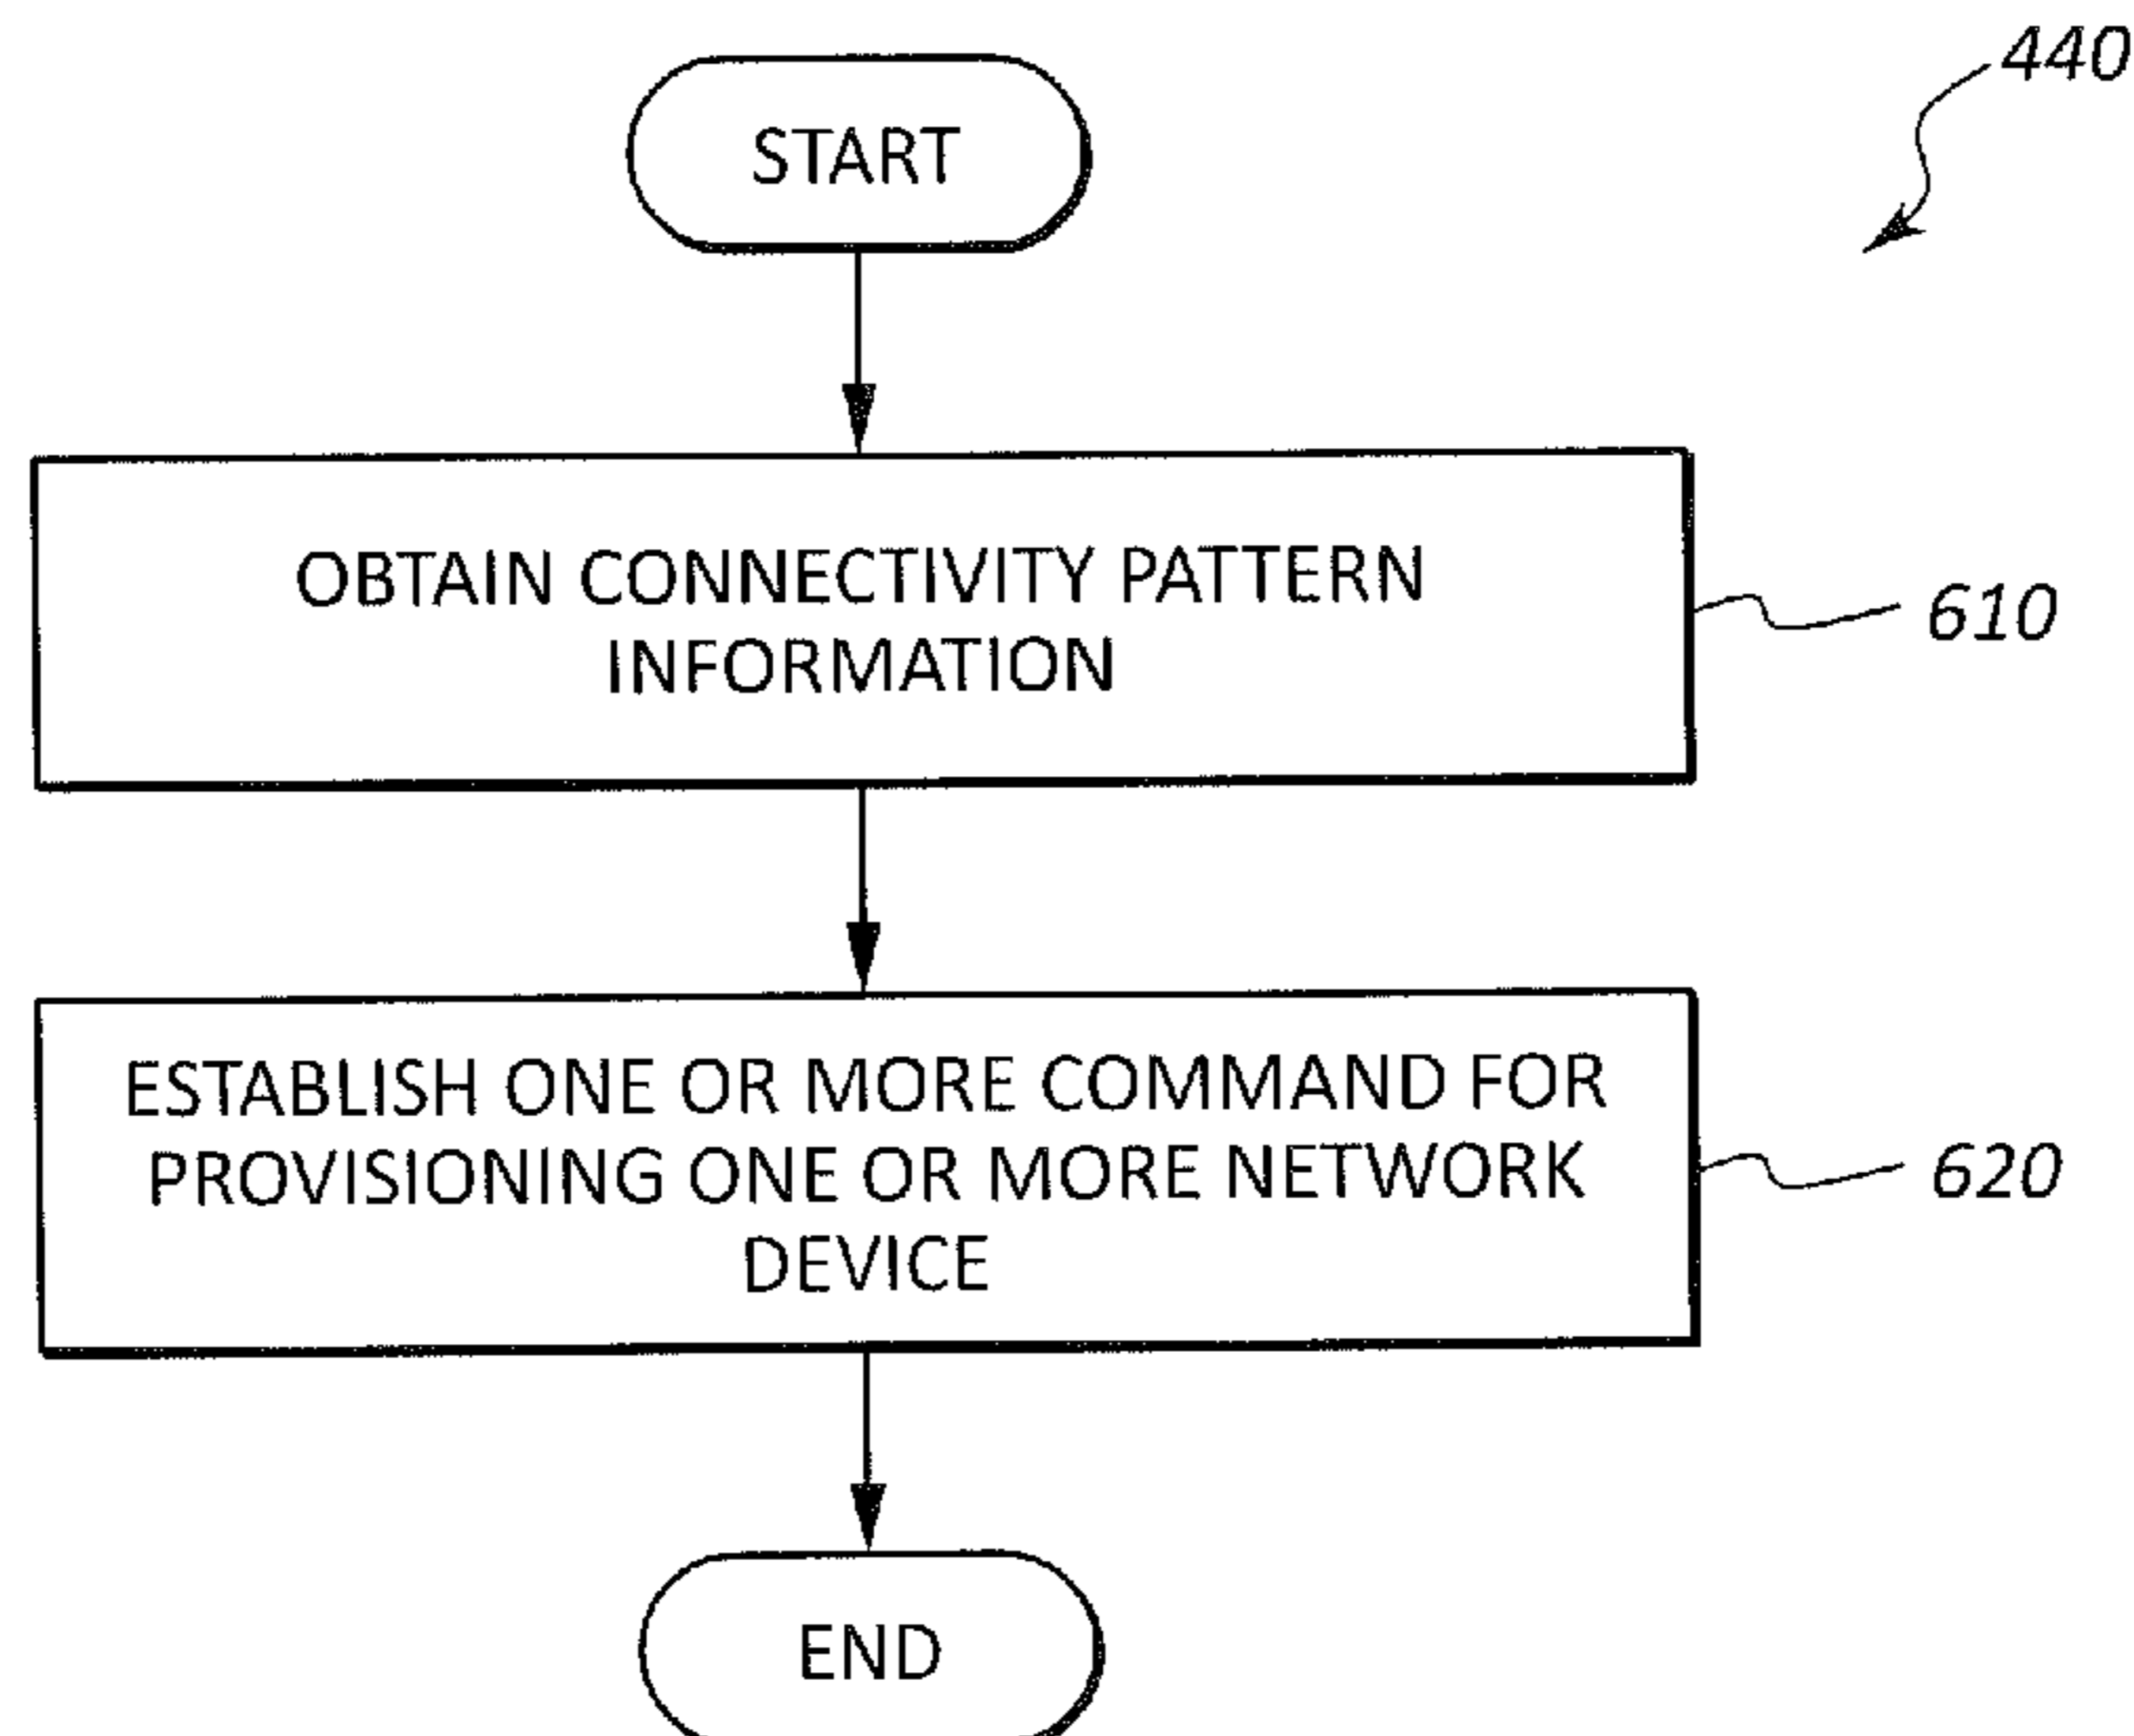 440
START
OBTAIN CONNECTIVITY PATTERN
INFORMATION
610
ESTABLISH ONE OR MORE COMMAND FOR
PROVISIONING ONE OR MORE NETWORK
DEVICE
620
END